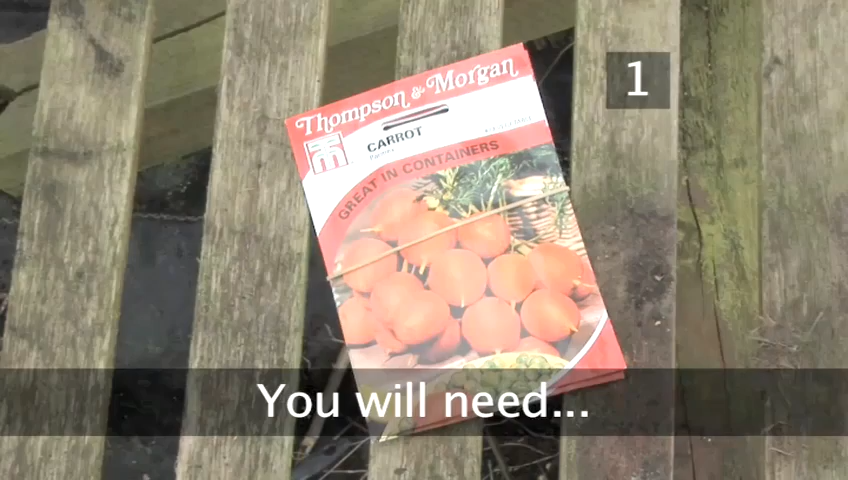 1
Thompson & Morgan
CARROT
GREAT IN CONTAINERS
You will need...